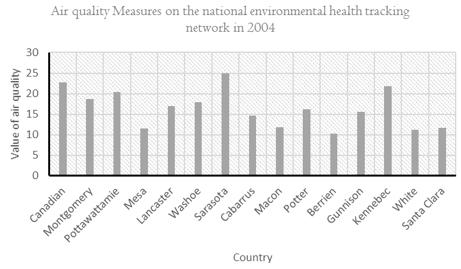 Air quality Measures on the national environmental health tracking
network in 2004
Value of air quality
30
25
20
15
10
5
0
Canadian
Montgomery
Pottawattamie
Mesa
Lancaster
Washoe
Sarasota
Cabarrus
Macon
Potter
Berrien
Gunnison
Kennebec
White
Santa Clara
Country